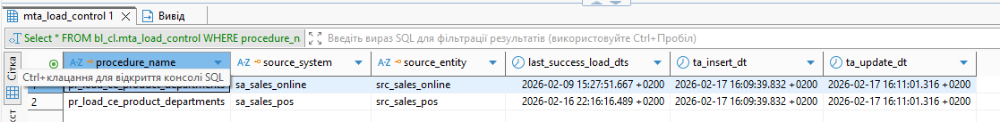 mta_load_control 1 Вивід
Select * FROM bl_cl.mta_load_control WHERE procedure_n Введіть вираз SQL для фільтрації результатів (використовуйте Ctrl+Пробіл)
Сітка A-Z procedure_name A-Z source_system A-Z source_entity last_success_load_dts ta_insert_dt ta_update_dt
Ctrl+клацання для відкриття консолі SQL
pr_load_ce_product_departments sa_sales_online src_sales_online 2026-02-09 15:27:51.667 +0200 2026-02-17 16:09:39.832 +0200 2026-02-17 16:11:01.316 +0200
2 pr_load_ce_product_departments sa_sales_pos src_sales_pos 2026-02-16 22:16:16.489 +0200 2026-02-17 16:09:39.832 +0200 2026-02-17 16:11:01.316 +0200